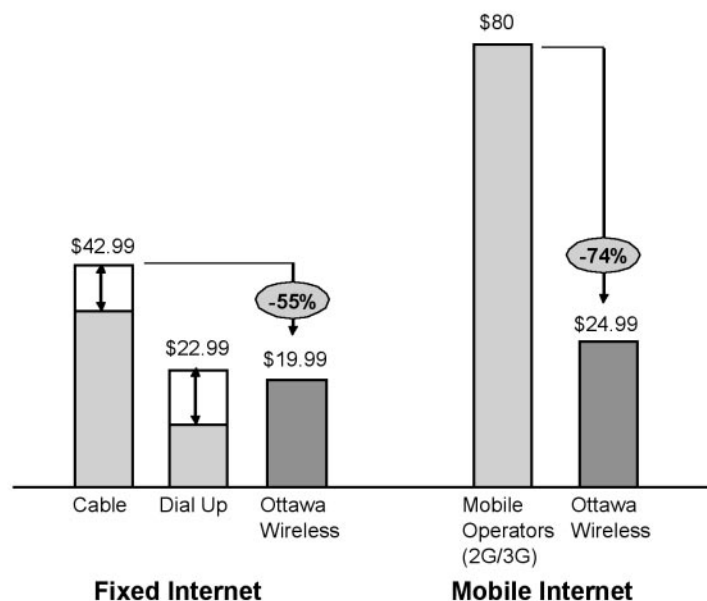 $80
$42.99
-55%
-74%
$22.99
$19.99
$24.99
Cable
Dial Up
Ottawa
Wireless
Mobile
Operators
(2G/3G)
Ottawa
Wireless
Fixed Internet
Mobile Internet